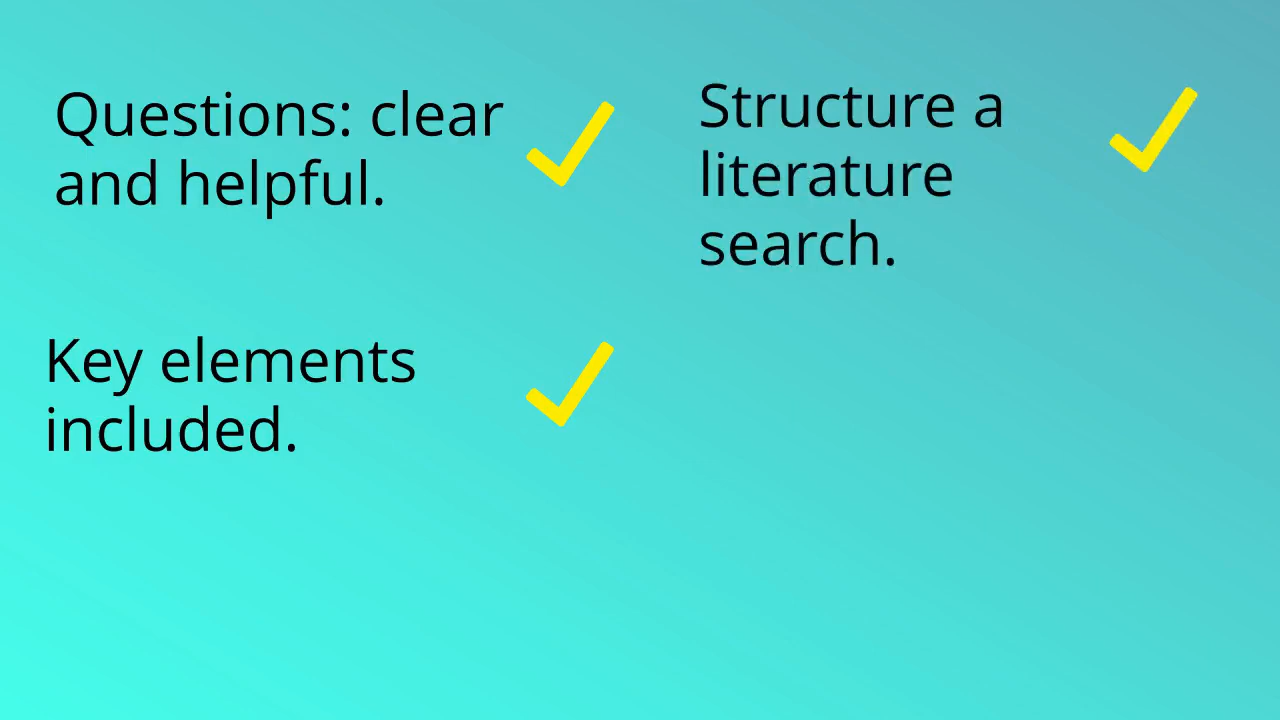 Questions: clear
and helpful.
Key elements
included.
Structure a
literature
search.